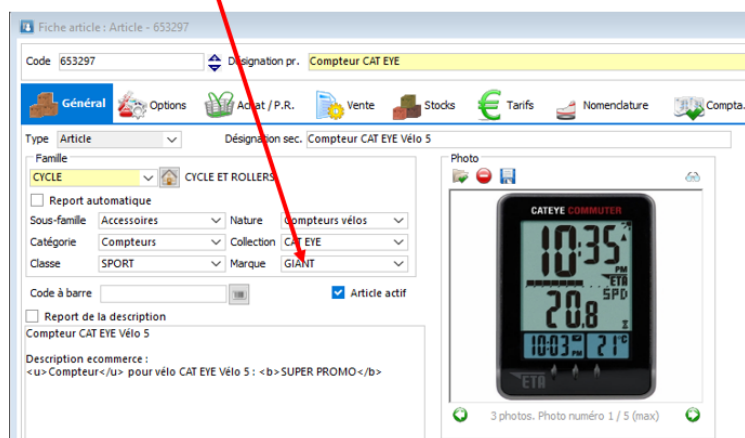 Fiche article : Article - 653297
Code 653297 Désignation pr. Compteur CAT EYE
Général Options Achat / P.R. Vente Stocks Tarifs Nomenclature Compta.
Type Article Désignation sec. Compteur CAT EYE Vélo 5
Famille Photo
CYCLE CYCLE ET ROLLERS
Report automatique
Sous-famille Accessoires Nature Compteurs vélos
Catégorie Compteurs Collection CAT EYE
Classe SPORT Marque GIANT
Code à barre Article actif
Report de la description
Compteur CAT EYE Vélo 5
Description ecommerce :
<u>Compteur</u> pour vélo CAT EYE Vélo 5 : <b>SUPER PROMO</b>
CATEYE COMMUTER
10:35
PM
ETA
SPD
20.8
10:03 21°C
ETA
3 photos. Photo numéro 1 / 5 (max)